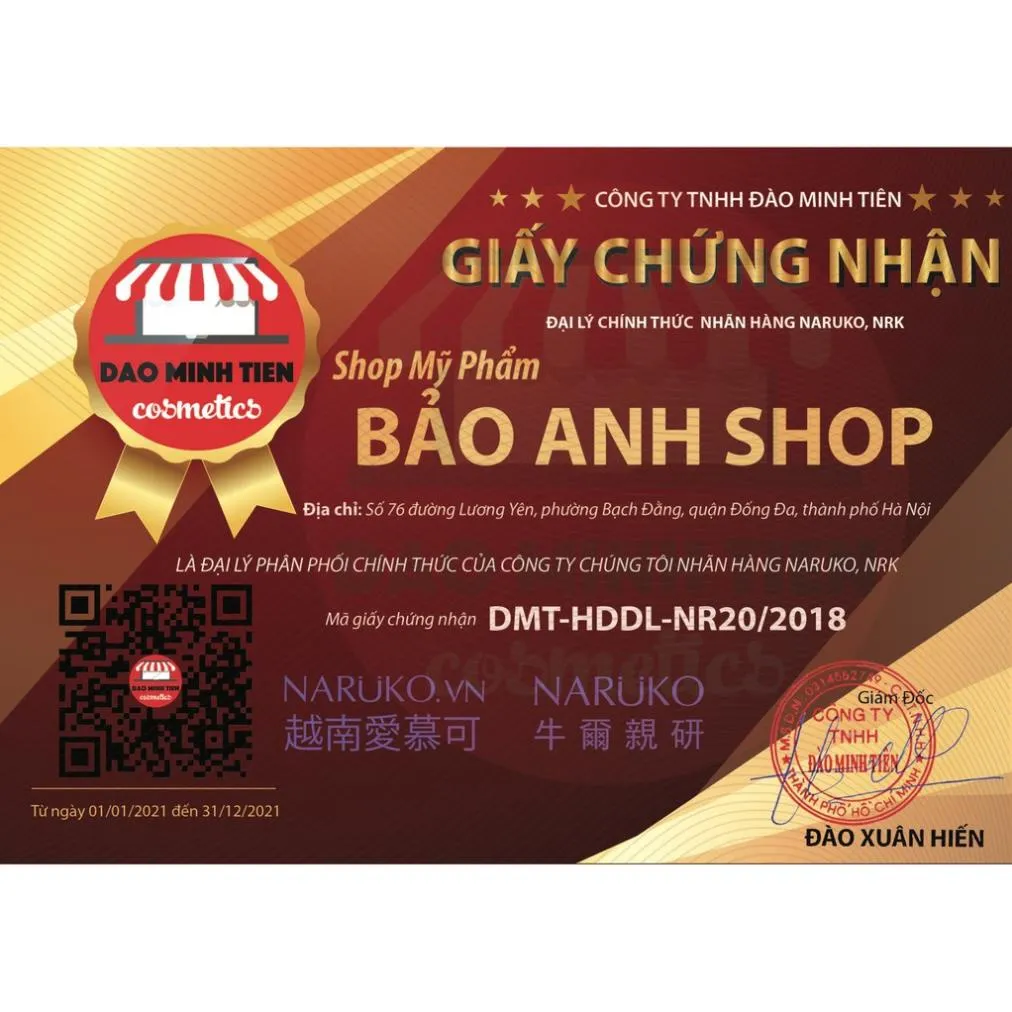 CÔNG TY TNHH ĐÀO MINH TIÊN
GIẤY CHỨNG NHẬN
ĐẠI LÝ CHÍNH THỨC NHÃN HÀNG NARUKO, NRK
DAO MINH TIEN
cosmetics
Shop Mỹ Phẩm
BẢO ANH SHOP
Địa chỉ: Số 76 đường Lương Yên, phường Bạch Đằng, quận Đống Đa, thành phố Hà Nội
LÀ ĐẠI LÝ PHÂN PHỐI CHÍNH THỨC CỦA CÔNG TY CHÚNG TÔI NHÃN HÀNG NARUKO, NRK
Mã giấy chứng nhận DMT-HDDL-NR20/2018
DAO MINH TIEN
cosmetics
NARUKO.VN
越南愛慕可
NARUKO
牛爾親研
Từ ngày 01/01/2021 đến 31/12/2021
Giám Đốc
CÔNG TY
TNHH
ĐÀO MINH TIÊN
THÀNH PHỐ HỒ CHÍ MINH
ĐÀO XUÂN HIẾN